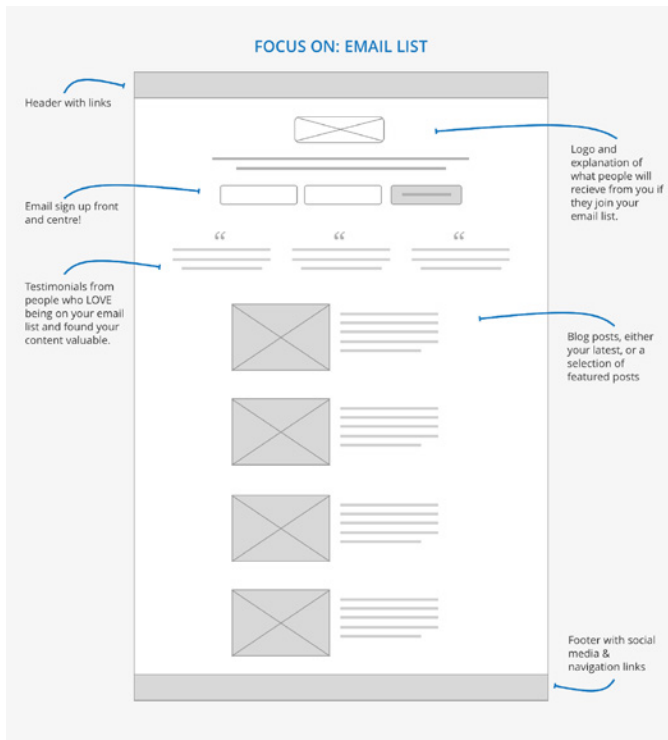 FOCUS ON: EMAIL LIST
Header with links
Logo and
explanation of
what people will
recieve from you if
they join your
email list.
Email sign up front
and centre!
“
“
“
Testimonials from
people who LOVE
being on your email
list and found your
content valuable.
Blog posts, either
your latest, or a
selection of
featured posts
Footer with social
media &
navigation links